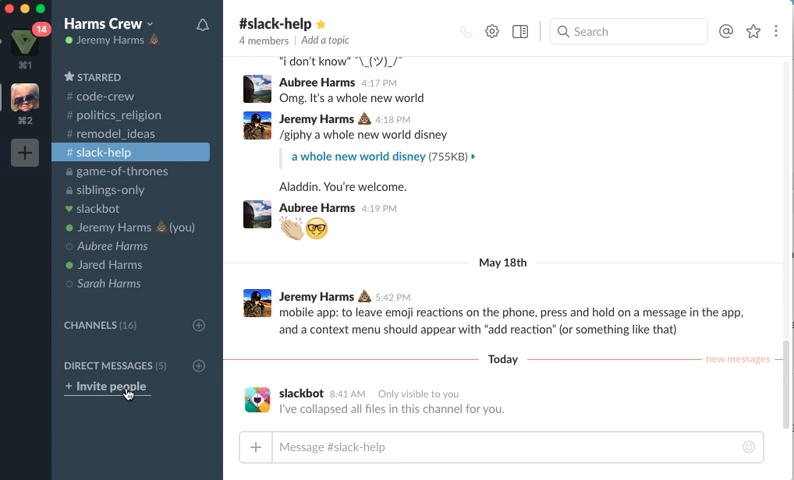 14
⌘1
⌘2
Harms Crew
Jeremy Harms 💩
STARRED
# code-crew
# politics_religion
# remodel_ideas
# slack-help
game-of-thrones
siblings-only
slackbot
Jeremy Harms 💩 (you)
Aubree Harms
Jared Harms
Sarah Harms
CHANNELS (16)
DIRECT MESSAGES (5)
+ Invite people
#slack-help
4 members | Add a topic
Search
"i don't know" ¯\_(ツ)_/¯
Aubree Harms 4:17 PM
Omg. It's a whole new world
Jeremy Harms 💩 4:18 PM
/giphy a whole new world disney
a whole new world disney (755KB)
Aladdin. You're welcome.
Aubree Harms 4:19 PM
👏🤓
May 18th
Jeremy Harms 💩 5:42 PM
mobile app: to leave emoji reactions on the phone, press and hold on a message in the app,
and a context menu should appear with "add reaction" (or something like that)
Today
new messages
slackbot 8:41 AM Only visible to you
I've collapsed all files in this channel for you.
Message #slack-help